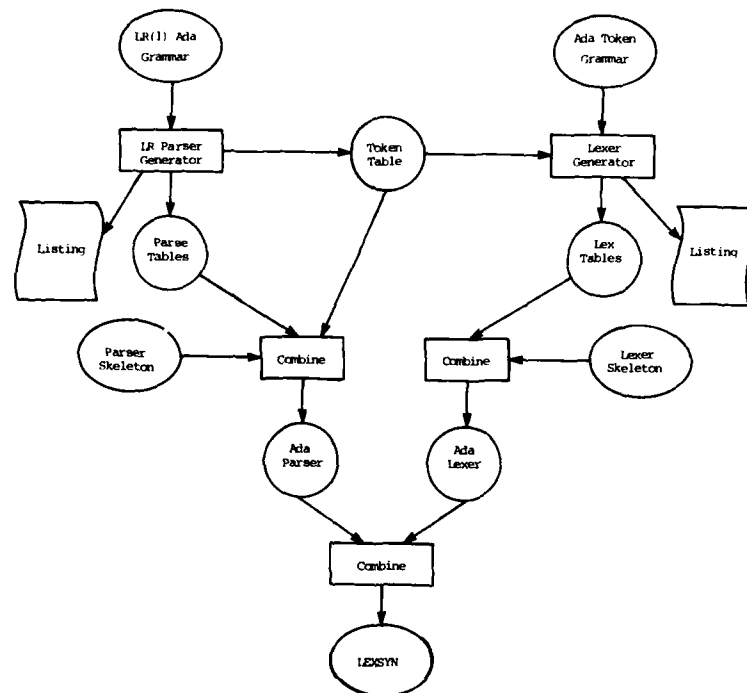 LR(1) Ada
Grammar
Ada Token
Grammar
LR Parser
Generator
Token
Table
Lexer
Generator
Listing
Parse
Tables
Lex
Tables
Listing
Parser
Skeleton
Combine
Combine
Lexer
Skeleton
Ada
Parser
Ada
Lexer
Combine
LEXSYN